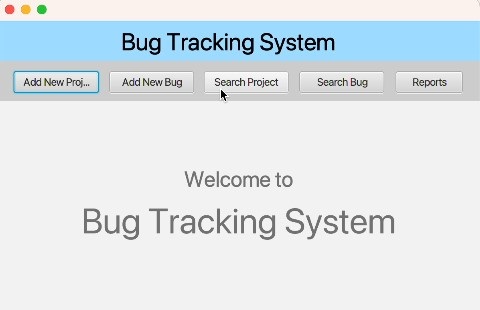 Bug Tracking System
Add New Proj... Add New Bug Search Project Search Bug Reports
Welcome to
Bug Tracking System